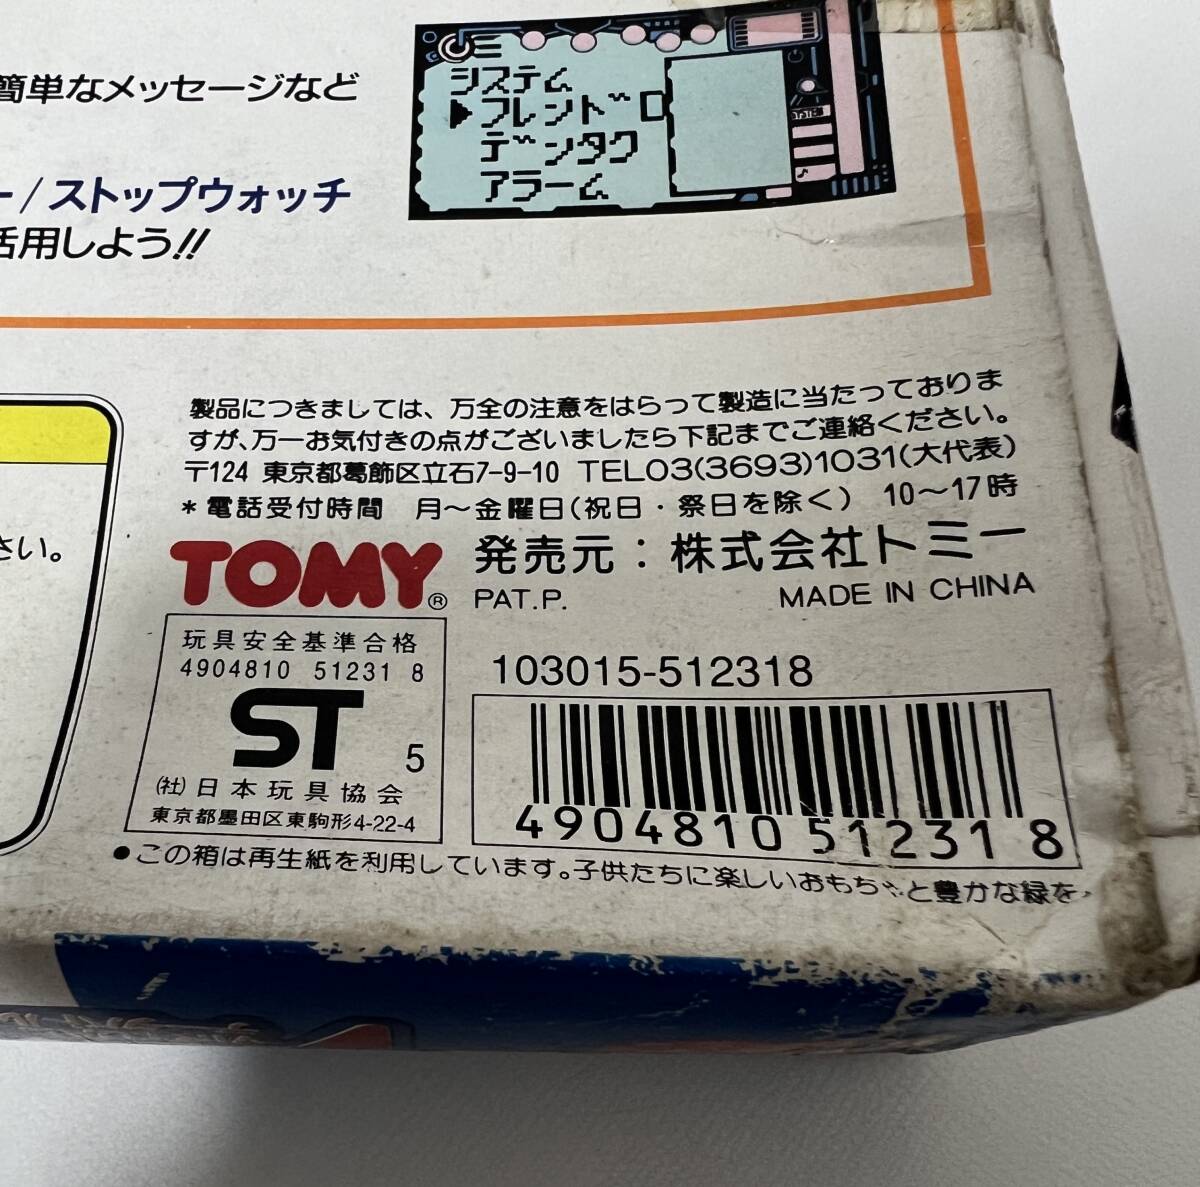 簡単なメッセージなど
ー/ストップウォッチ
活用しよう!!
システム
▶フレンドﾞ
デンタク
アラーム
さい。
製品につきましては、万全の注意をはらって製造に当たっておりま
すが、万一お気付きの点がございましたら下記までご連絡ください。
〒124 東京都葛飾区立石7-9-10 TEL03(3693)1031(大代表)
*電話受付時間 月〜金曜日(祝日・祭日を除く) 10〜17時
TOMY® 発売元:株式会社トミー
PAT.P. MADE IN CHINA
玩具安全基準合格
4904810 51231 8
ST 5
(社)日本玩具協会
東京都墨田区東駒形4-22-4
103015-512318
4904810512318
●この箱は再生紙を利用しています。子供たちに楽しいおもちゃと豊かな緑を